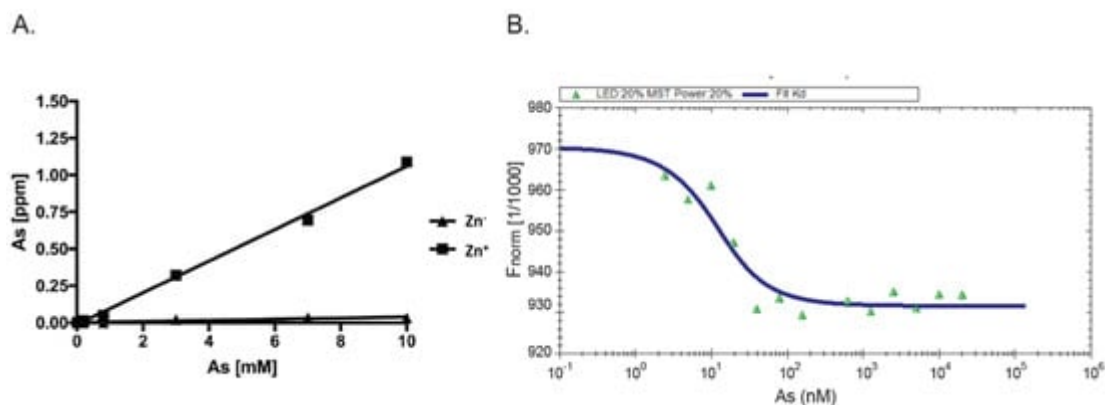 A.
B.
1.50
1.25
1.00
0.75
0.50
0.25
0.00
As [ppm]
0 2 4 6 8 10
As [mM]
Zn-
Zn+
LED:20% MST Power:20% Fit Kd
980
970
960
950
940
930
920
Fnorm [1/1000]
10-1 100 101 102 103 104 105 106
As (nM)